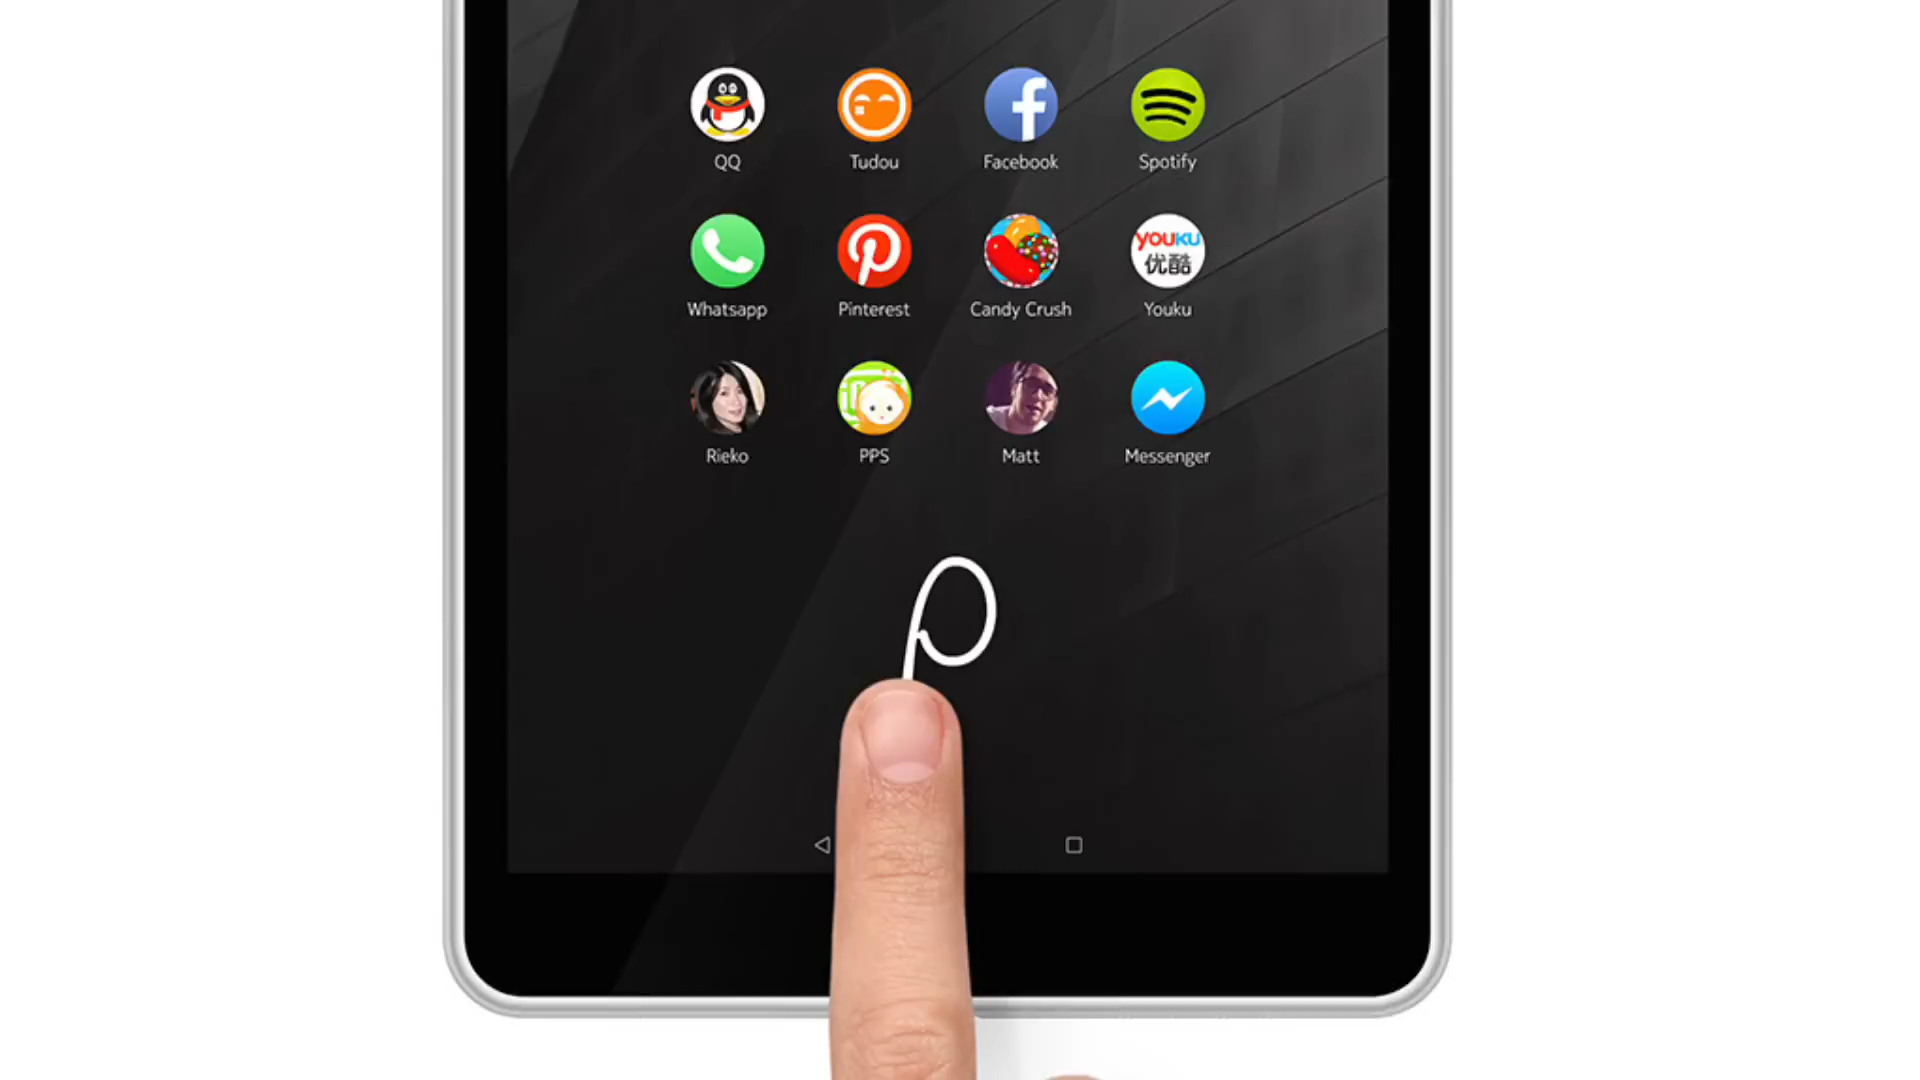 QQ Tudou Facebook Spotify
YOUKU
优酷
Whatsapp Pinterest Candy Crush Youku
Rieko PPS Matt Messenger
p